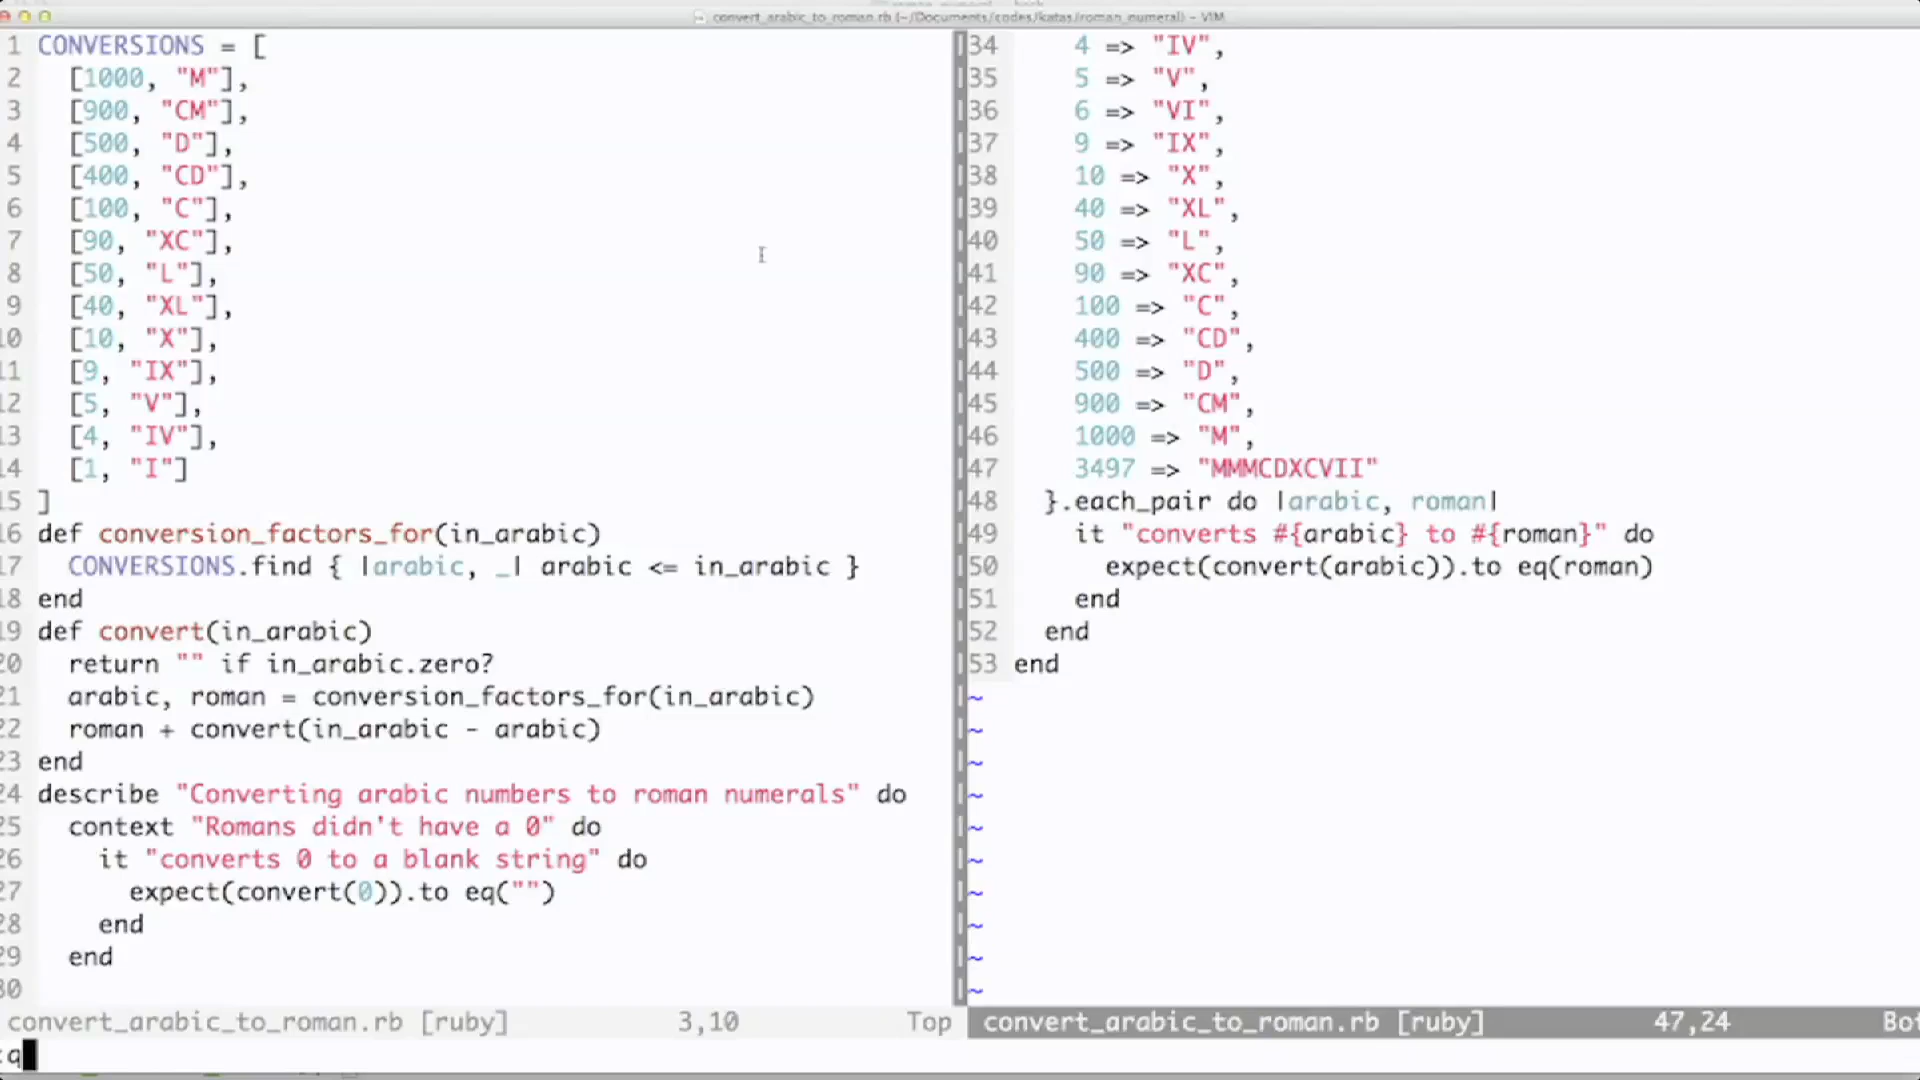 convert_arabic_to_roman.rb (~/Documents/codes/katas/roman_numeral) - VIM
1 CONVERSIONS = [
2 [1000, "M"],
3 [900, "CM"],
4 [500, "D"],
5 [400, "CD"],
6 [100, "C"],
7 [90, "XC"],
8 [50, "L"],
9 [40, "XL"],
10 [10, "X"],
11 [9, "IX"],
12 [5, "V"],
13 [4, "IV"],
14 [1, "I"]
15 ]
16 def conversion_factors_for(in_arabic)
17 CONVERSIONS.find { |arabic, _| arabic <= in_arabic }
18 end
19 def convert(in_arabic)
20 return "" if in_arabic.zero?
21 arabic, roman = conversion_factors_for(in_arabic)
22 roman + convert(in_arabic - arabic)
23 end
24 describe "Converting arabic numbers to roman numerals" do
25 context "Romans didn't have a 0" do
26 it "converts 0 to a blank string" do
27 expect(convert(0)).to eq("")
28 end
29 end
30
convert_arabic_to_roman.rb [ruby] 3,10 Top
:q
34 4 => "IV",
35 5 => "V",
36 6 => "VI",
37 9 => "IX",
38 10 => "X",
39 40 => "XL",
40 50 => "L",
41 90 => "XC",
42 100 => "C",
43 400 => "CD",
44 500 => "D",
45 900 => "CM",
46 1000 => "M",
47 3497 => "MMMCDXCVII"
48 }.each_pair do |arabic, roman|
49 it "converts #{arabic} to #{roman}" do
50 expect(convert(arabic)).to eq(roman)
51 end
52 end
53 end
~
~
~
~
~
~
~
~
~
~
convert_arabic_to_roman.rb [ruby] 47,24 Bot